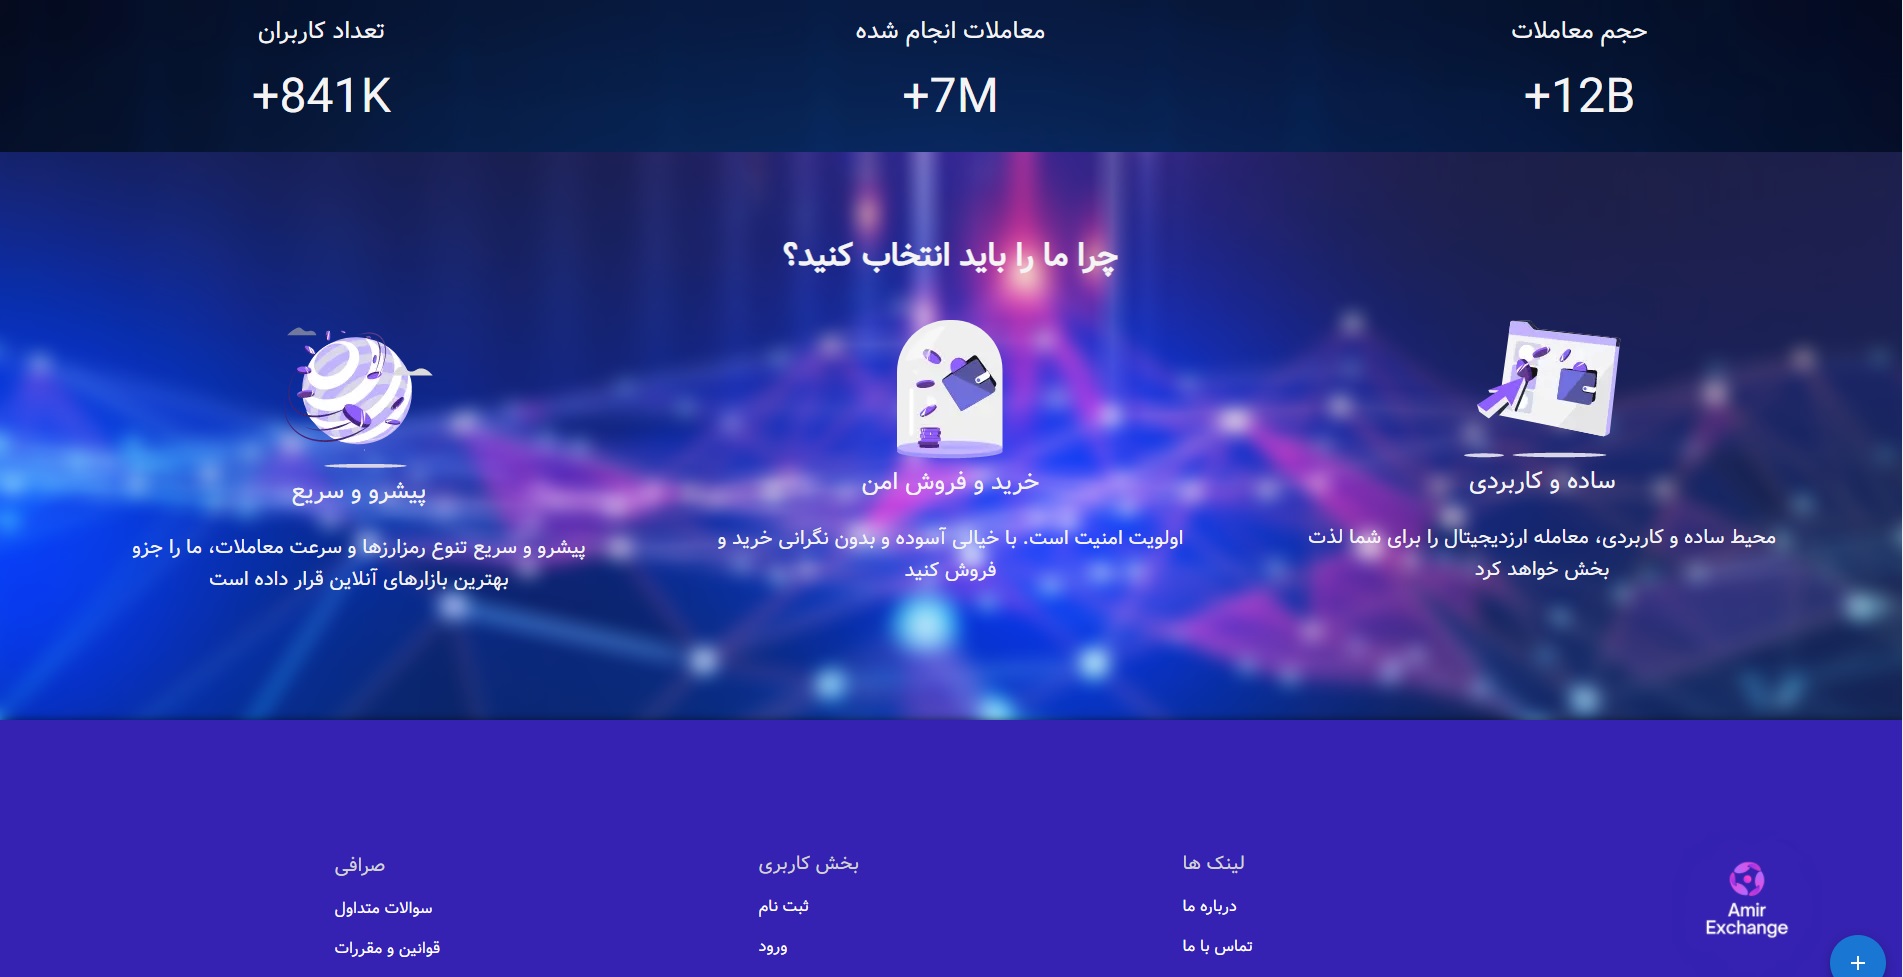 حجم معاملات
+12B
معاملات انجام شده
+7M
تعداد کاربران
+841K
چرا ما را باید انتخاب کنید؟
ساده و کاربردی
محیط ساده و کاربردی، معامله ارزدیجیتال را برای شما لذت
بخش خواهد کرد
خرید و فروش امن
اولویت امنیت است. با خیالی آسوده و بدون نگرانی خرید و
فروش کنید
پیشرو و سریع
پیشرو و سریع تنوع رمزارزها و سرعت معاملات، ما را جزو
بهترین بازارهای آنلاین قرار داده است
Amir
Exchange
لینک ها
درباره ما
تماس با ما
بخش کاربری
ثبت نام
ورود
صرافی
سوالات متداول
قوانین و مقررات
+